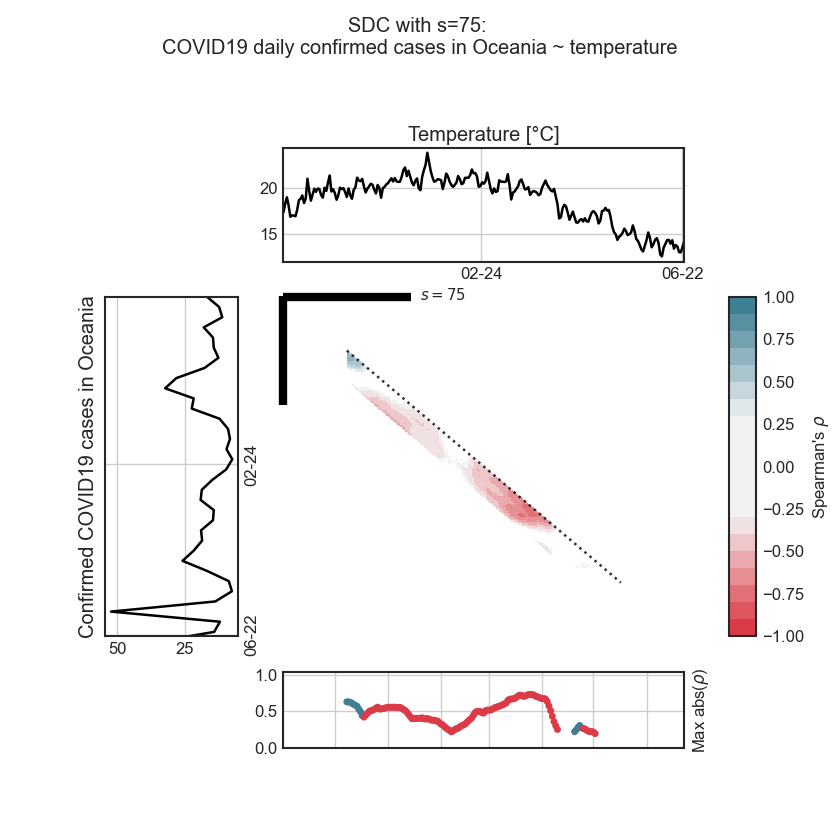 SDC with s=75:
COVID19 daily confirmed cases in Oceania ~ temperature
Temperature [°C]
20
15
02-24
06-22
s = 75
Confirmed COVID19 cases in Oceania
02-24
06-22
50
25
1.00
0.75
0.50
0.25
0.00
−0.25
−0.50
−0.75
−1.00
Spearman's ρ
1.0
0.5
0.0
Max abs(ρ)